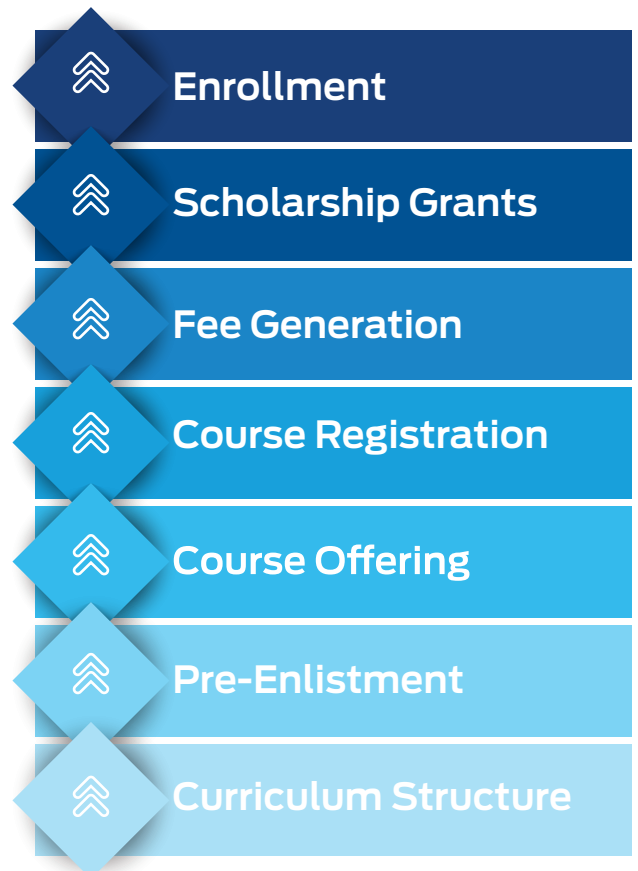 Enrollment
Scholarship Grants
Fee Generation
Course Registration
Course Offering
Pre-Enlistment
Curriculum Structure